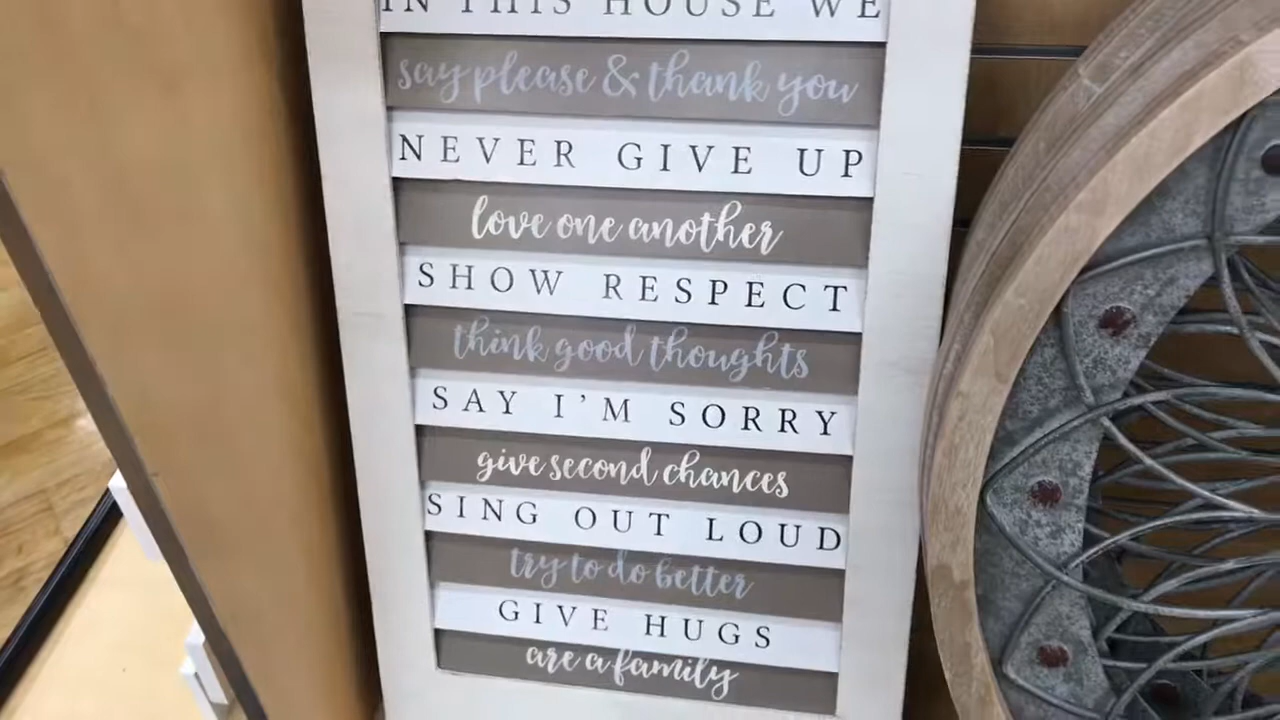 IN THIS HOUSE WE
say please & thank you
NEVER GIVE UP
love one another
SHOW RESPECT
think good thoughts
SAY I'M SORRY
give second chances
SING OUT LOUD
try to do better
GIVE HUGS
are a family